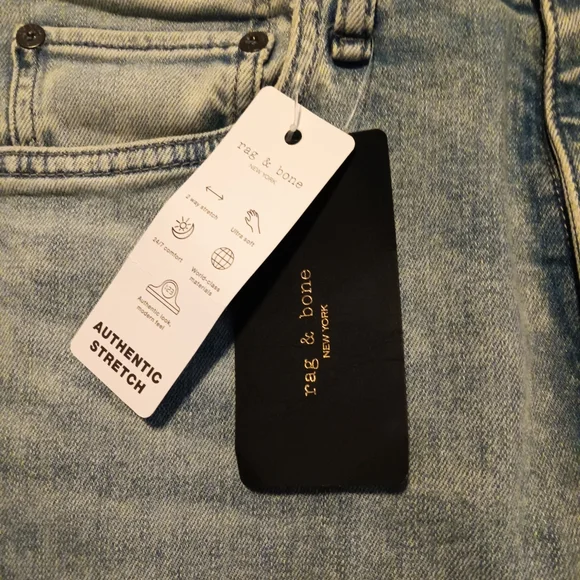 rag & bone
NEW YORK
2 way stretch
Ultra soft
24/7 comfort
World-class
materials
Authentic look,
modern feel
AUTHENTIC
STRETCH
rag & bone
NEW YORK